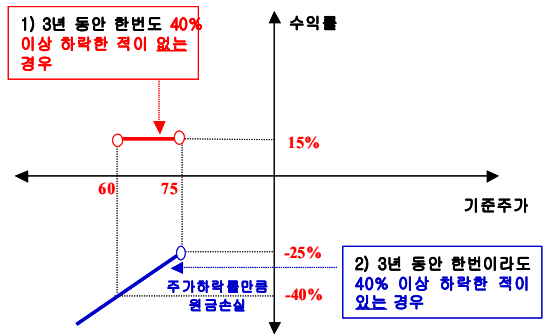 1) 3년 동안 한번도 40%
이상 하락한 적이 없는
경우
수익률
15%
60
75
기준주가
-25%
2) 3년 동안 한번이라도
40% 이상 하락한 적이
있는 경우
주가하락률만큼
원금손실
-40%